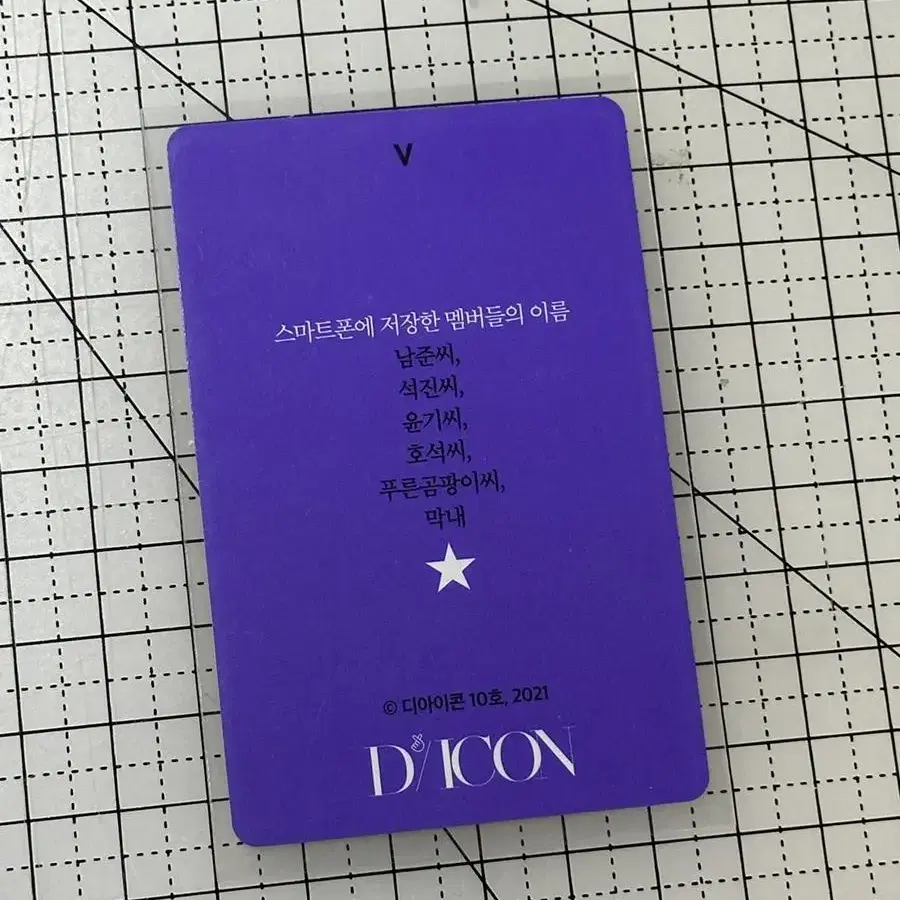 V
스마트폰에 저장한 멤버들의 이름
남준씨,
석진씨,
윤기씨,
호석씨,
푸른곰팡이씨,
막내
© 디아이콘 10호, 2021
D/ICON